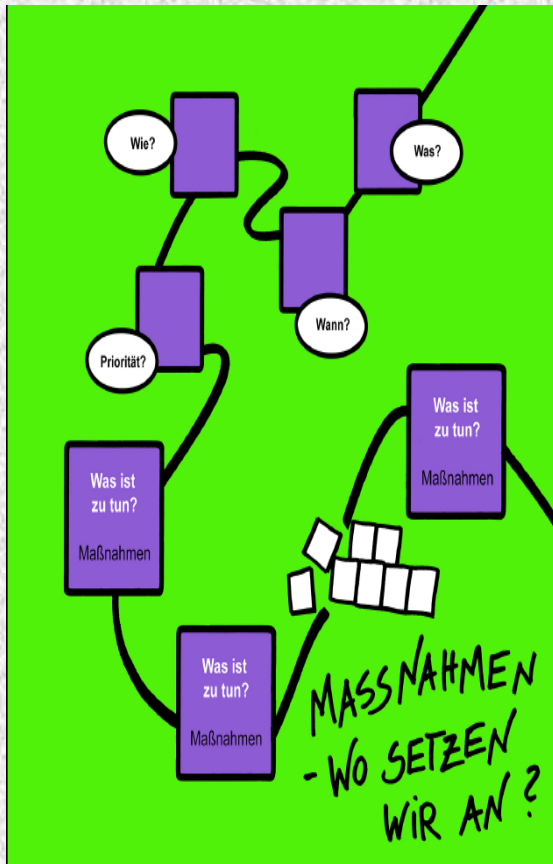 Wie?
Was?
Wann?
Priorität?
Was ist
zu tun?
Maßnahmen
Was ist
zu tun?
Maßnahmen
Was ist
zu tun?
Maßnahmen
MASSNAHMEN
- WO SETZEN
WiR AN?